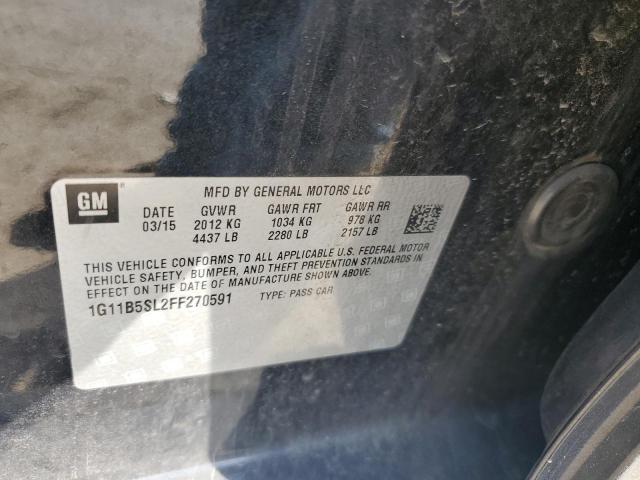 GM
MFD BY GENERAL MOTORS LLC
DATE GVWR GAWR FRT GAWR RR
03/15 2012 KG 1034 KG 978 KG
4437 LB 2280 LB 2157 LB
THIS VEHICLE CONFORMS TO ALL APPLICABLE U.S. FEDERAL MOTOR
VEHICLE SAFETY, BUMPER, AND THEFT PREVENTION STANDARDS IN
EFFECT ON THE DATE OF MANUFACTURE SHOWN ABOVE.
1G11B5SL2FF270591 TYPE: PASS CAR